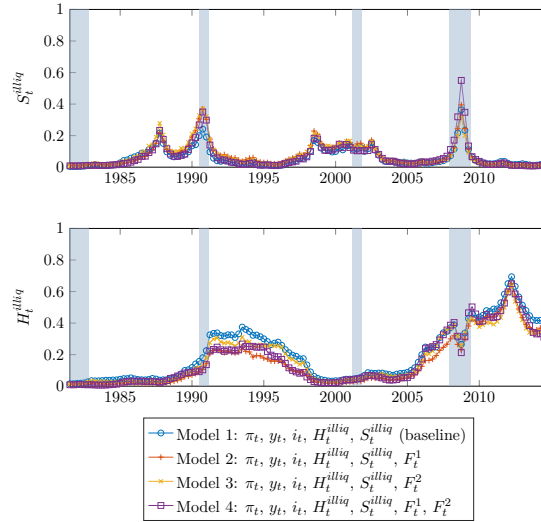 1
0.8
0.6
0.4
0.2
0
S_t^{illiq}
1985 1990 1995 2000 2005 2010
1
0.8
0.6
0.4
0.2
0
H_t^{illiq}
1985 1990 1995 2000 2005 2010
Model 1: π_t, y_t, i_t, H_t^{illiq}, S_t^{illiq} (baseline)
Model 2: π_t, y_t, i_t, H_t^{illiq}, S_t^{illiq}, F_t^1
Model 3: π_t, y_t, i_t, H_t^{illiq}, S_t^{illiq}, F_t^2
Model 4: π_t, y_t, i_t, H_t^{illiq}, S_t^{illiq}, F_t^1, F_t^2